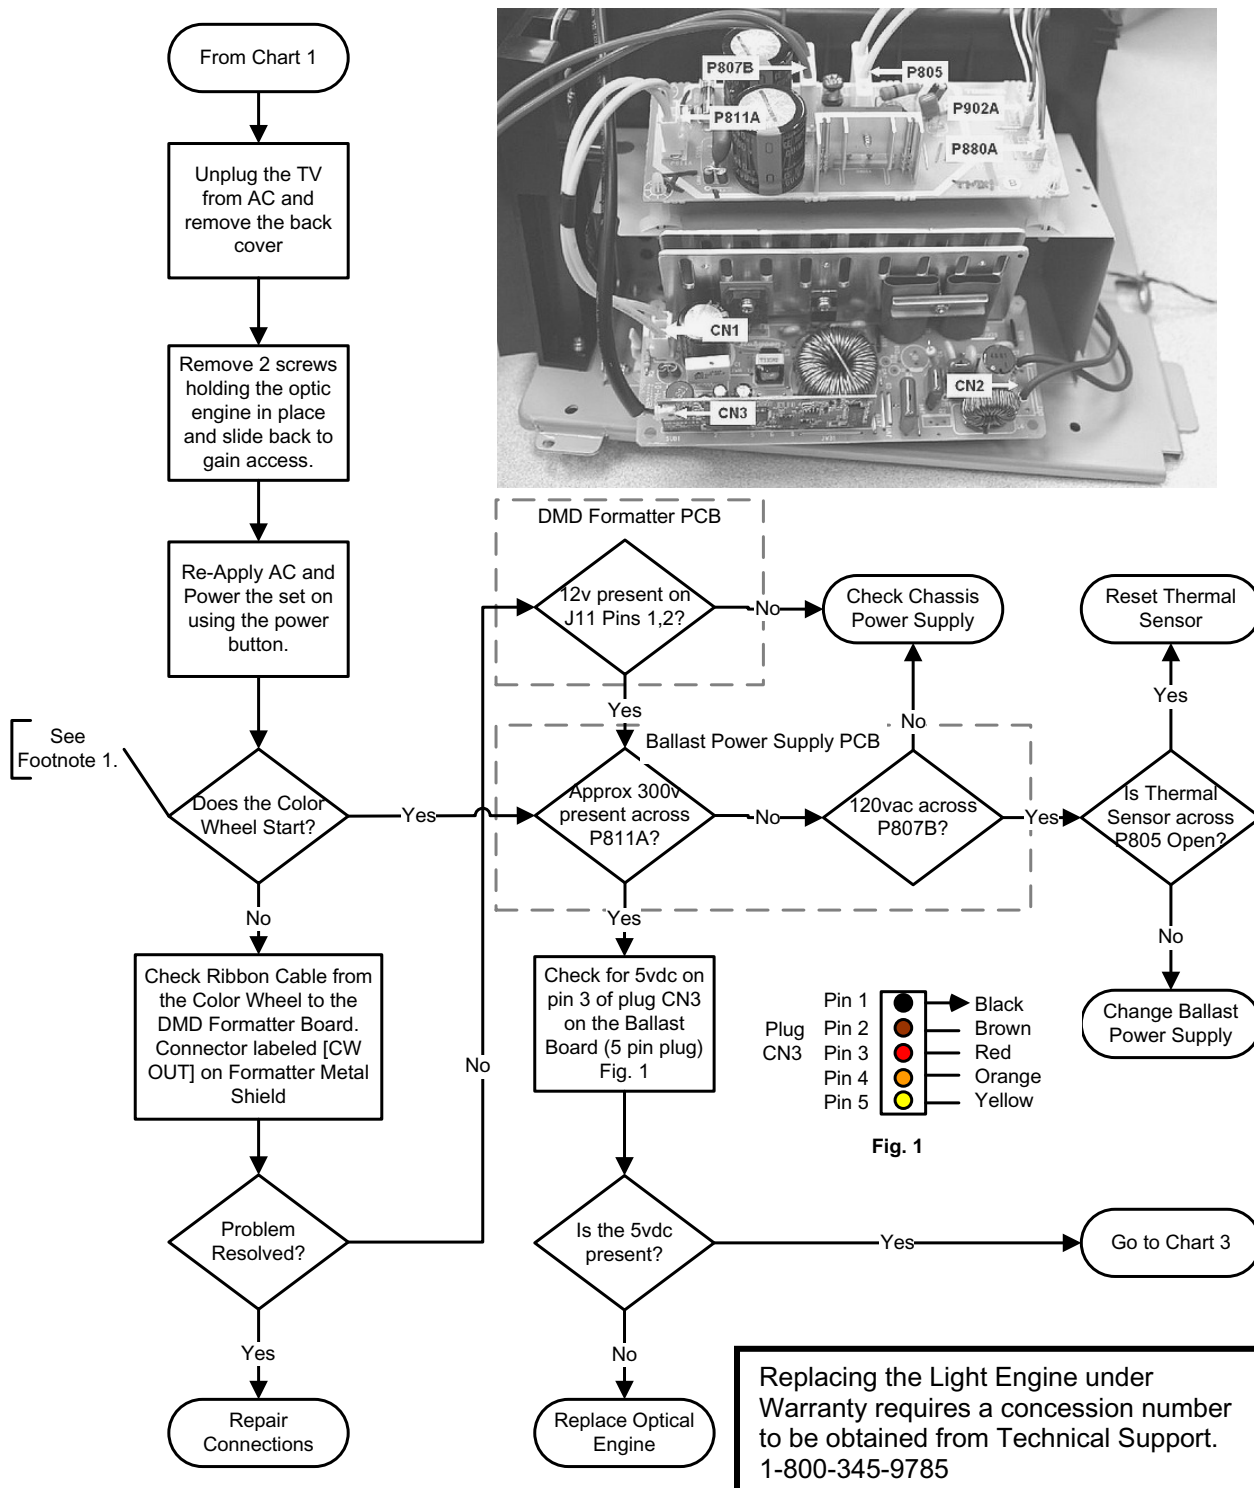 From Chart 1
Unplug the TV
from AC and
remove the back
cover
Remove 2 screws
holding the optic
engine in place
and slide back to
gain access.
Re-Apply AC and
Power the set on
using the power
button.
See
Footnote 1.
Does the Color
Wheel Start?
Yes
No
Check Ribbon Cable from
the Color Wheel to the
DMD Formatter Board.
Connector labeled [CW
OUT] on Formatter Metal
Shield
Problem
Resolved?
No
Yes
Repair
Connections
P807B
P805
P811A
P902A
P880A
CN1
CN2
CN3
DMD Formatter PCB
12v present on
J11 Pins 1,2?
No
Yes
Check Chassis
Power Supply
Reset Thermal
Sensor
Ballast Power Supply PCB
Approx 300v
present across
P811A?
No
Yes
120vac across
P807B?
No
Yes
Is Thermal
Sensor across
P805 Open?
Yes
No
Change Ballast
Power Supply
Check for 5vdc on
pin 3 of plug CN3
on the Ballast
Board (5 pin plug)
Fig. 1
Plug
CN3
Pin 1 Black
Pin 2 Brown
Pin 3 Red
Pin 4 Orange
Pin 5 Yellow
Fig. 1
Is the 5vdc
present?
Yes
No
Go to Chart 3
Replace Optical
Engine
Replacing the Light Engine under
Warranty requires a concession number
to be obtained from Technical Support.
1-800-345-9785